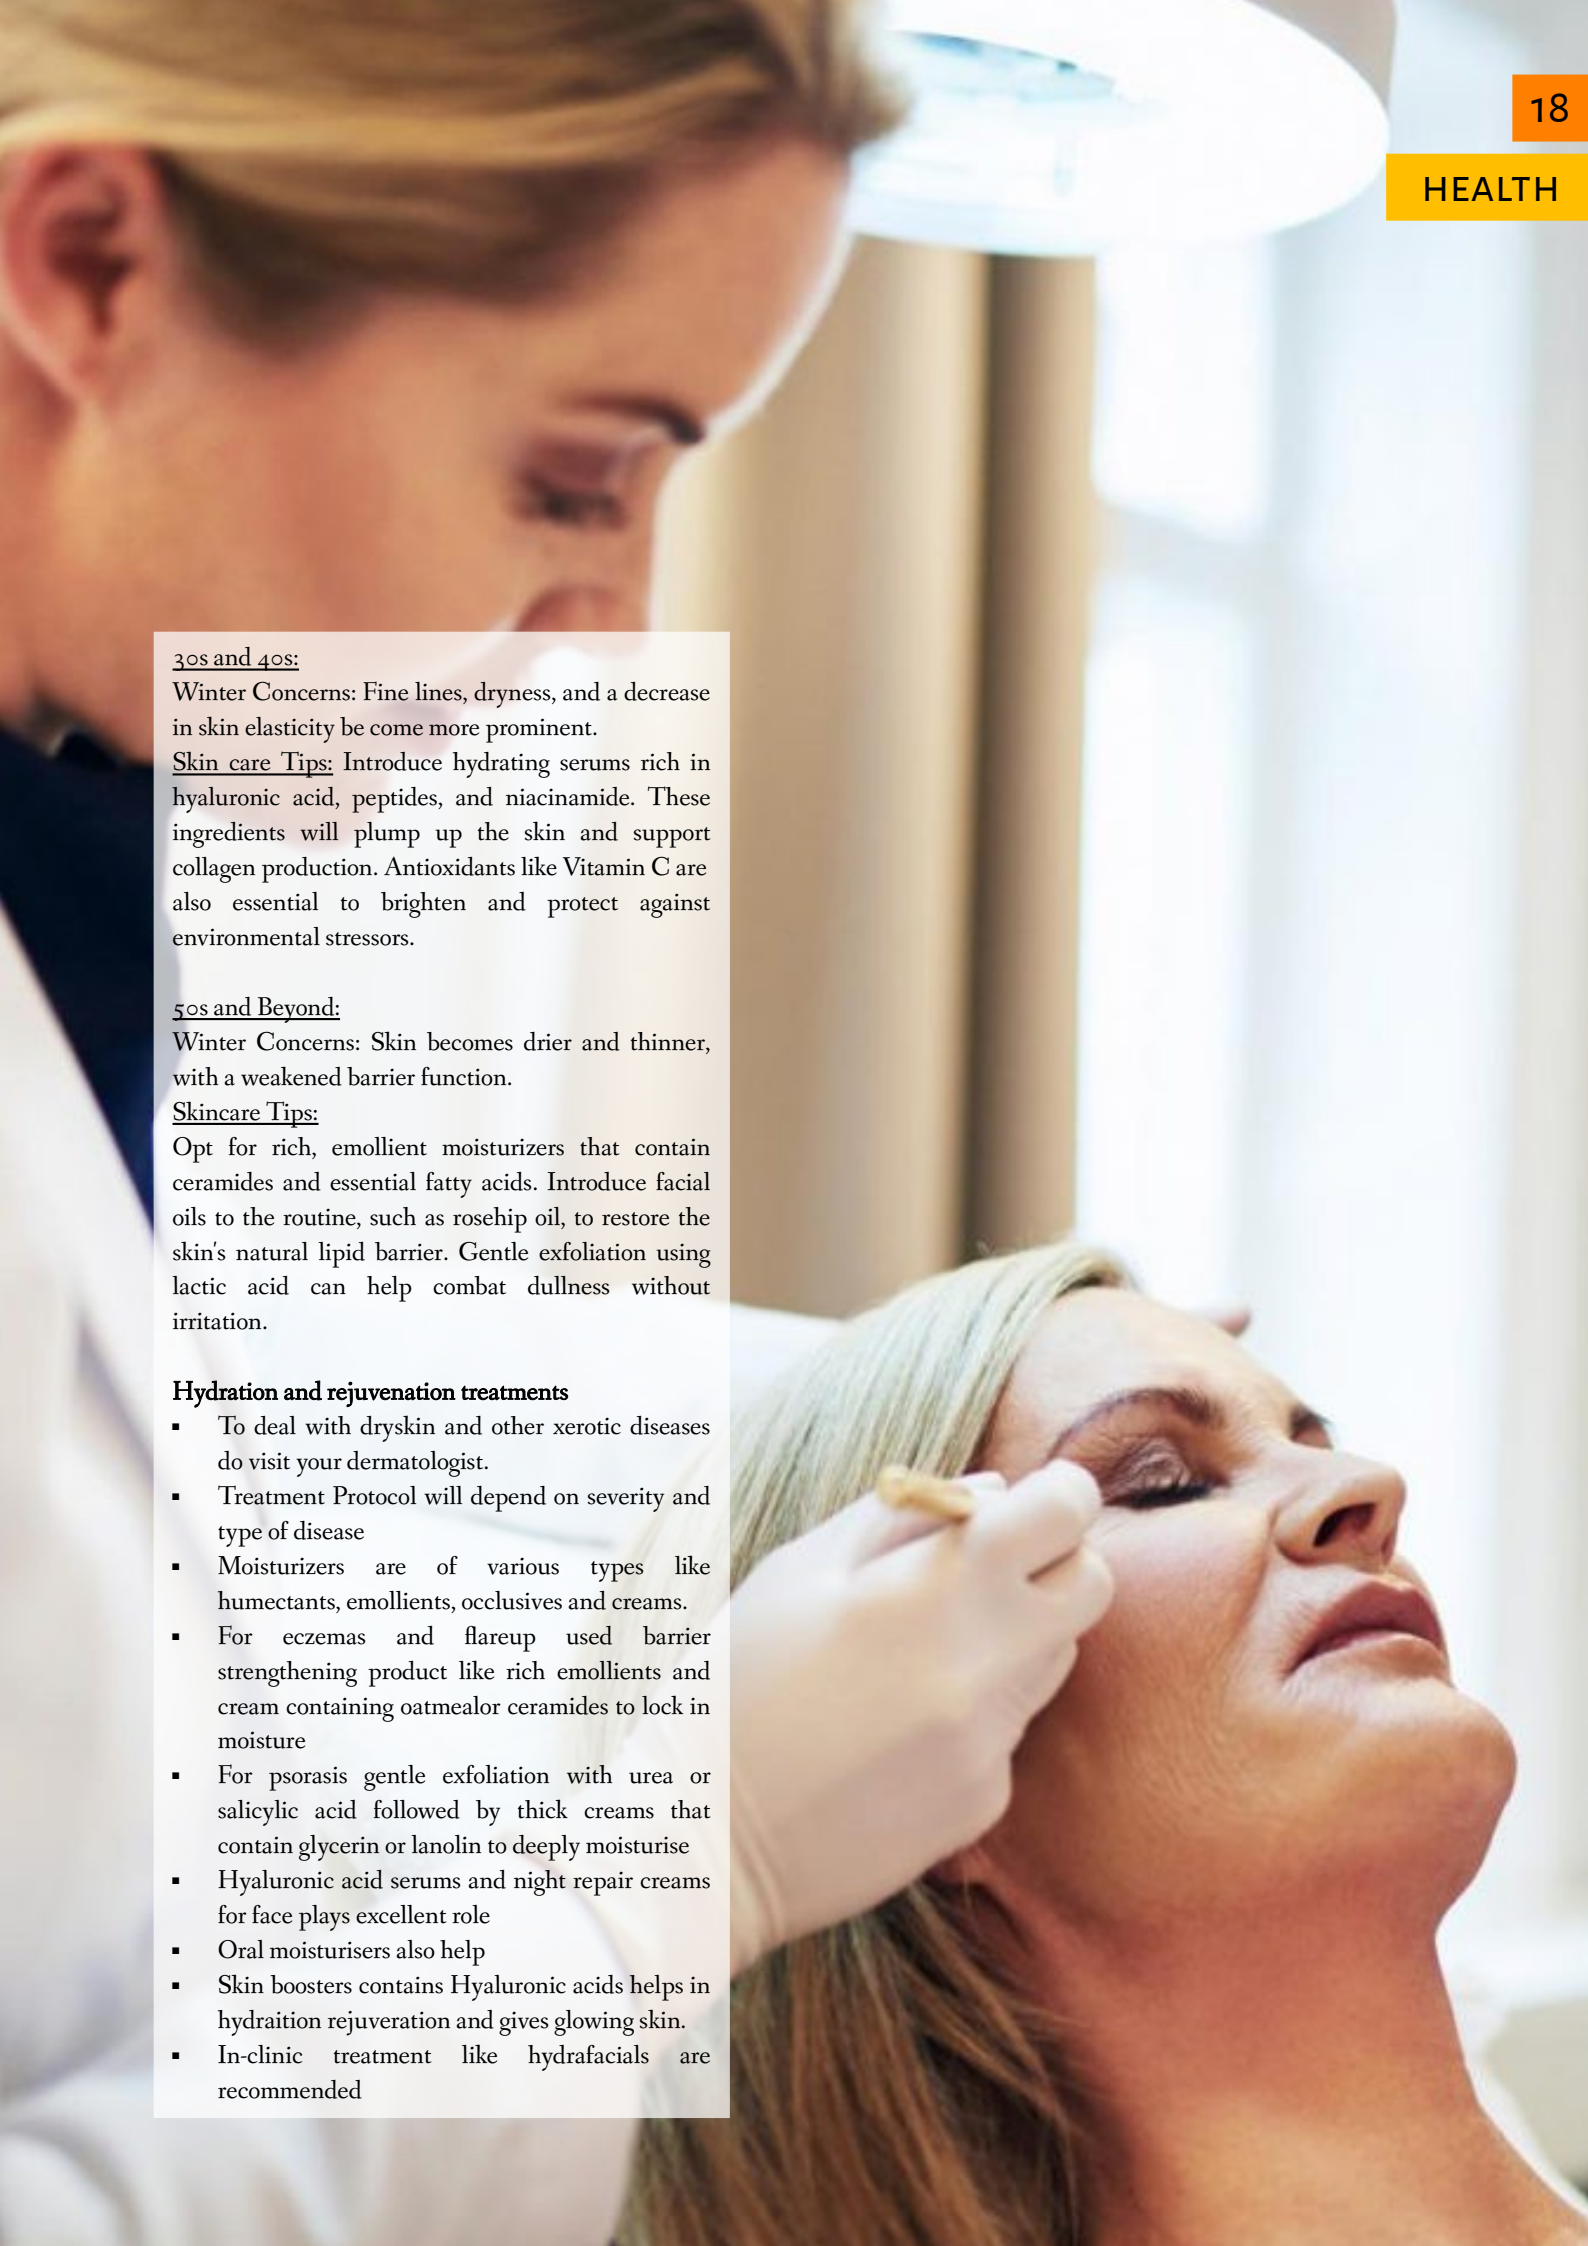 18
HEALTH
30s and 40s:
Winter Concerns: Fine lines, dryness, and a decrease
in skin elasticity be come more prominent.
Skin care Tips: Introduce hydrating serums rich in
hyaluronic acid, peptides, and niacinamide. These
ingredients will plump up the skin and support
collagen production. Antioxidants like Vitamin C are
also essential to brighten and protect against
environmental stressors.
50s and Beyond:
Winter Concerns: Skin becomes drier and thinner,
with a weakened barrier function.
Skincare Tips:
Opt for rich, emollient moisturizers that contain
ceramides and essential fatty acids. Introduce facial
oils to the routine, such as rosehip oil, to restore the
skin's natural lipid barrier. Gentle exfoliation using
lactic acid can help combat dullness without
irritation.
Hydration and rejuvenation treatments
▪ To deal with dryskin and other xerotic diseases
do visit your dermatologist.
▪ Treatment Protocol will depend on severity and
type of disease
▪ Moisturizers are of various types like
humectants, emollients, occlusives and creams.
▪ For eczemas and flareup used barrier
strengthening product like rich emollients and
cream containing oatmealor ceramides to lock in
moisture
▪ For psorasis gentle exfoliation with urea or
salicylic acid followed by thick creams that
contain glycerin or lanolin to deeply moisturise
▪ Hyaluronic acid serums and night repair creams
for face plays excellent role
▪ Oral moisturisers also help
▪ Skin boosters contains Hyaluronic acids helps in
hydraition rejuveration and gives glowing skin.
▪ In-clinic treatment like hydrafacials are
recommended